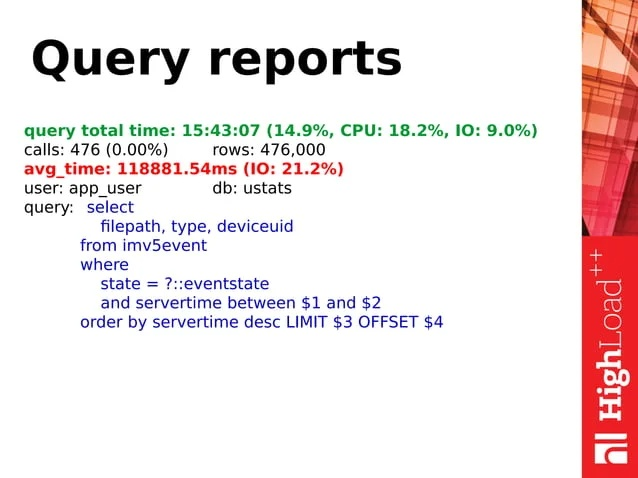 Query reports
query total time: 15:43:07 (14.9%, CPU: 18.2%, IO: 9.0%)
calls: 476 (0.00%) rows: 476,000
avg_time: 118881.54ms (IO: 21.2%)
user: app_user db: ustats
query: select
filepath, type, deviceuid
from imv5event
where
state = ?::eventstate
and servertime between $1 and $2
order by servertime desc LIMIT $3 OFFSET $4
HighLoad++